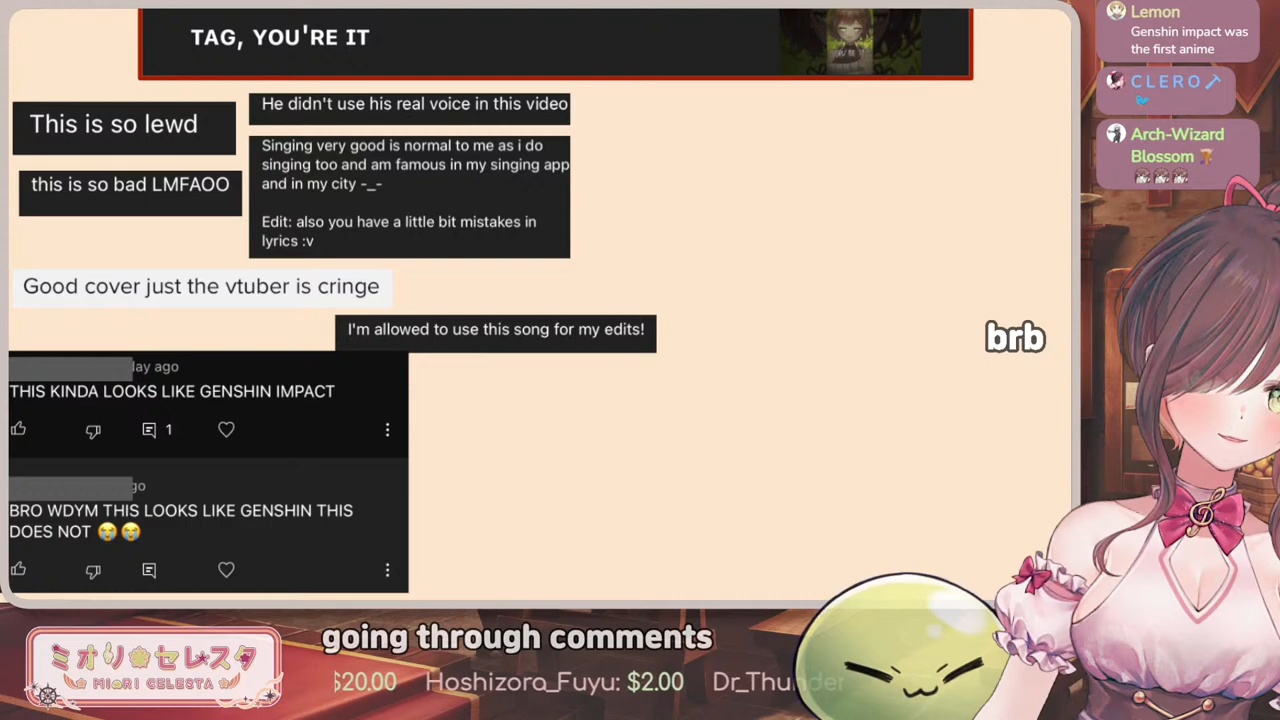 TAG, YOU'RE IT
This is so lewd
this is so bad LMFAOO
He didn't use his real voice in this video
Singing very good is normal to me as i do
singing too and am famous in my singing app
and in my city -_-
Edit: also you have a little bit mistakes in
lyrics :v
Good cover just the vtuber is cringe
I'm allowed to use this song for my edits!
day ago
THIS KINDA LOOKS LIKE GENSHIN IMPACT
1
go
BRO WDYM THIS LOOKS LIKE GENSHIN THIS
DOES NOT 😭😭
Lemon
Genshin impact was
the first anime
C L E R O
Arch-Wizard
Blossom
brb
going through comments
$20.00 Hoshizora_Fuyu: $2.00 Dr_Thunder
ミオリ セレスタ
MIORI CELESTA